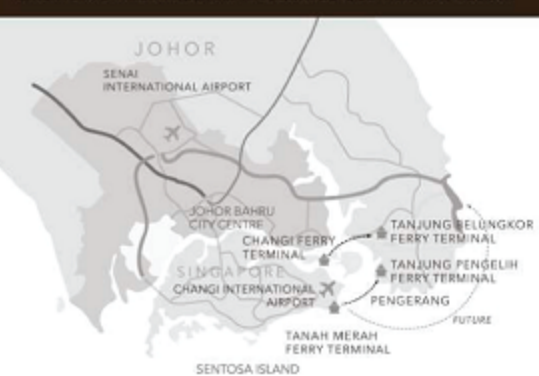 JOHOR
SENAI
INTERNATIONAL AIRPORT
JOHOR BAHRU
CITY CENTRE
TANJUNG BELUNGKOR
FERRY TERMINAL
CHANGI FERRY
TERMINAL
SINGAPORE
TANJUNG PENGELIH
FERRY TERMINAL
CHANGI INTERNATIONAL
AIRPORT
PENGERANG
FUTURE
TANAH MERAH
FERRY TERMINAL
SENTOSA ISLAND